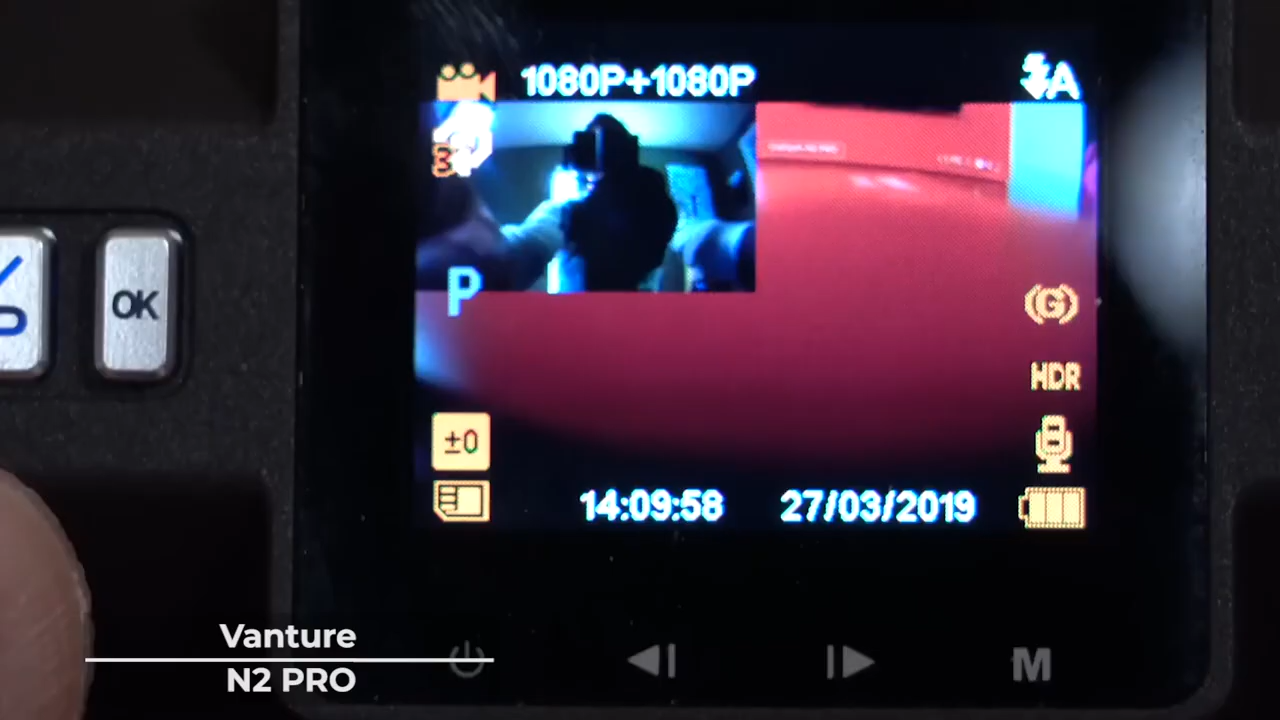 1080P+1080P
A
P
OK
G
HDR
±0
14:09:58 27/03/2019
M
Vanture
N2 PRO